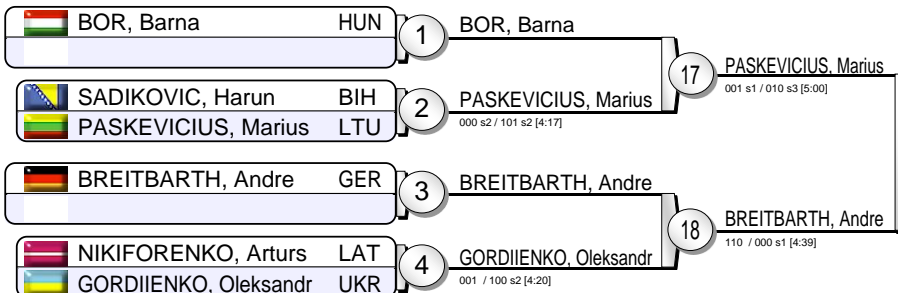 BOR, Barna HUN
1
BOR, Barna
17
PASKEVICIUS, Marius
001 s1 / 010 s3 [5:00]
SADIKOVIC, Harun BIH
PASKEVICIUS, Marius LTU
2
PASKEVICIUS, Marius
000 s2 / 101 s2 [4:17]
BREITBARTH, Andre GER
3
BREITBARTH, Andre
18
BREITBARTH, Andre
110 / 000 s1 [4:39]
NIKIFORENKO, Arturs LAT
GORDIIENKO, Oleksandr UKR
4
GORDIIENKO, Oleksandr
001 / 100 s2 [4:20]